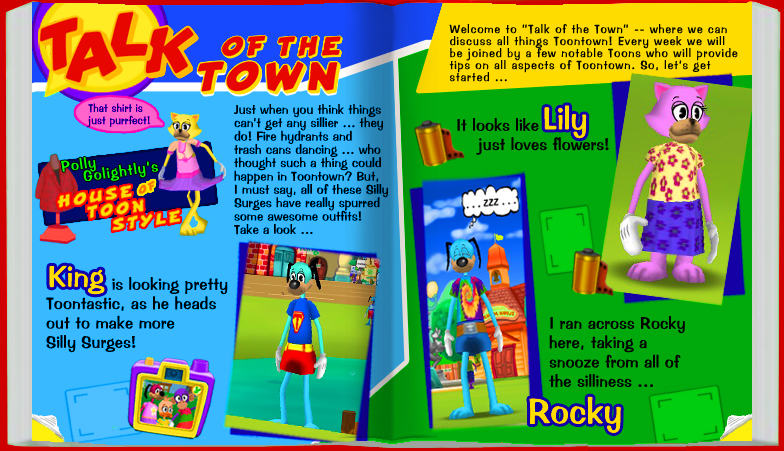 TALK
OF THE
TOWN
That shirt is
just purrfect!
Polly
Golightly's
HOUSE OF
TOON
STYLE
Just when you think things
can't get any sillier ... they
do! Fire hydrants and
trash cans dancing ... who
thought such a thing could
happen in Toontown? But,
I must say, all of these Silly
Surges have really spurred
some awesome outfits!
Take a look ...
King is looking pretty
Toontastic, as he heads
out to make more
Silly Surges!
T
Welcome to "Talk of the Town" -- where we can
discuss all things Toontown! Every week we will
be joined by a few notable Toons who will provide
tips on all aspects of Toontown. So, let's get
started ...
It looks like Lily
just loves flowers!
... zzz ...
I ran across Rocky
here, taking a
snooze from all of
the silliness ...
Rocky